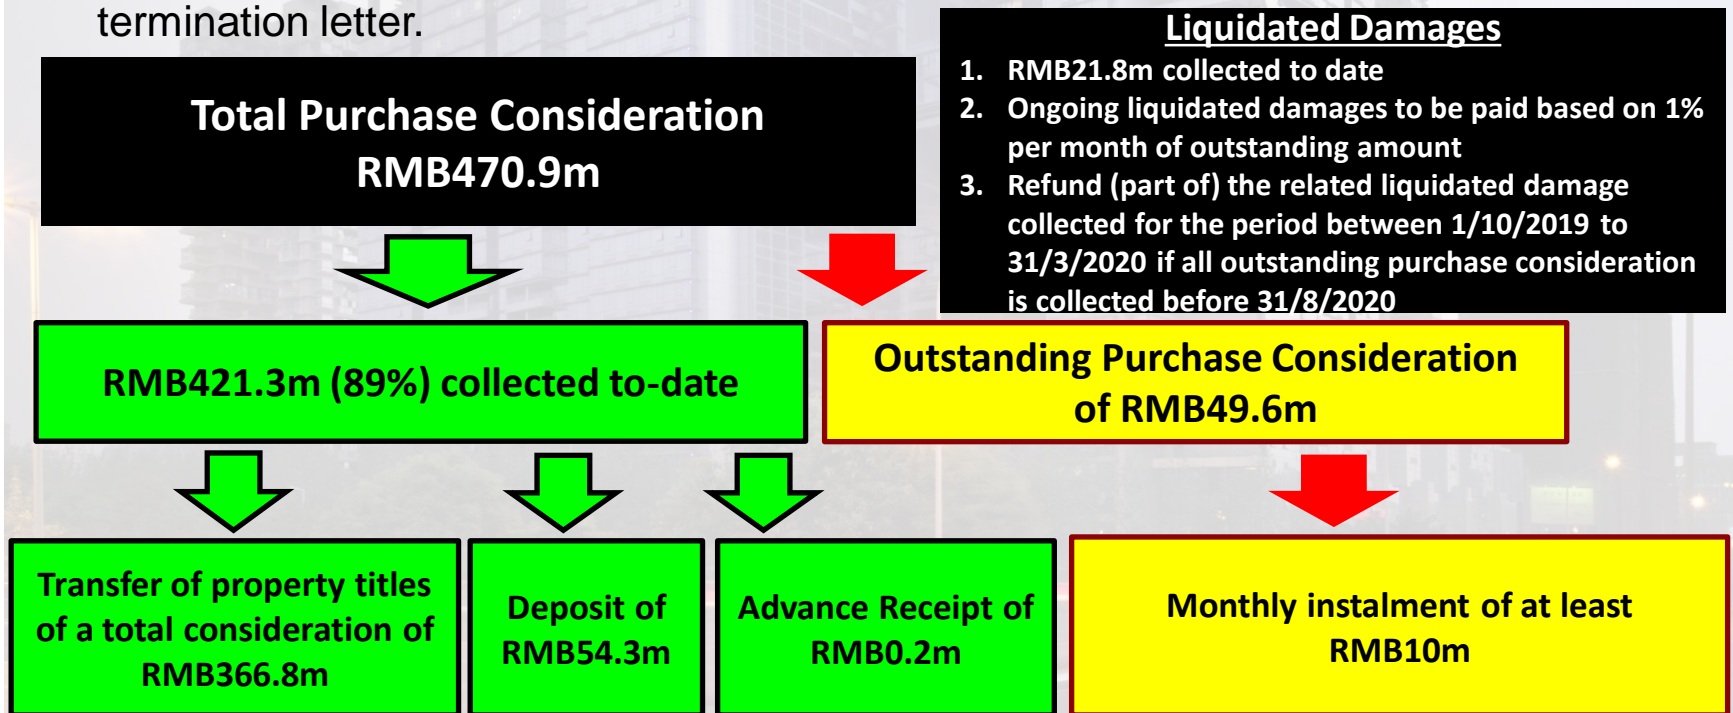 termination letter.
Total Purchase Consideration
RMB470.9m
Liquidated Damages
1. RMB21.8m collected to date
2. Ongoing liquidated damages to be paid based on 1%
per month of outstanding amount
3. Refund (part of) the related liquidated damage
collected for the period between 1/10/2019 to
31/3/2020 if all outstanding purchase consideration
is collected before 31/8/2020
RMB421.3m (89%) collected to-date
Outstanding Purchase Consideration
of RMB49.6m
Transfer of property titles
of a total consideration of
RMB366.8m
Deposit of
RMB54.3m
Advance Receipt of
RMB0.2m
Monthly instalment of at least
RMB10m